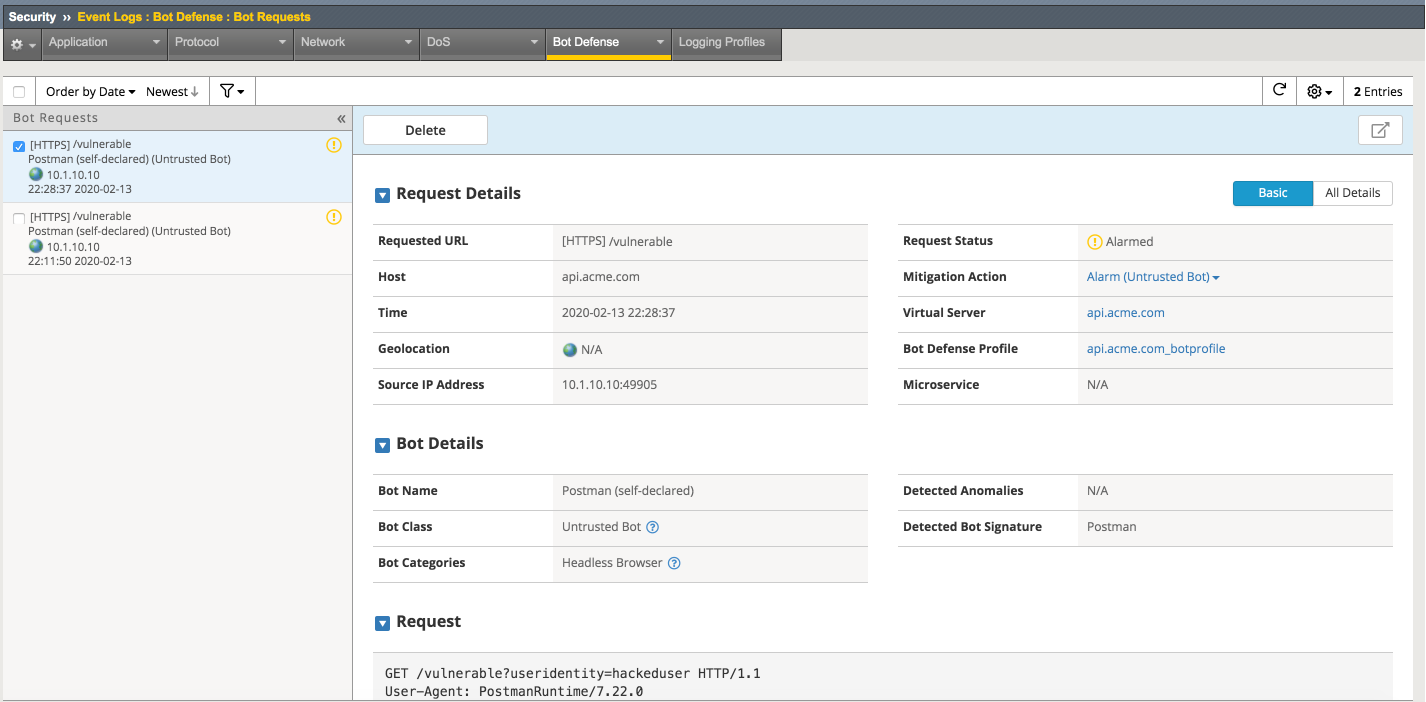 Security ›› Event Logs : Bot Defense : Bot Requests
Application Protocol Network DoS Bot Defense Logging Profiles
Order by Date Newest 2 Entries
Bot Requests «
Delete
[HTTPS] /vulnerable
Postman (self-declared) (Untrusted Bot)
10.1.10.10
22:28:37 2020-02-13
[HTTPS] /vulnerable
Postman (self-declared) (Untrusted Bot)
10.1.10.10
22:11:50 2020-02-13
Request Details
Basic All Details
Requested URL [HTTPS] /vulnerable
Host api.acme.com
Time 2020-02-13 22:28:37
Geolocation N/A
Source IP Address 10.1.10.10:49905
Request Status Alarmed
Mitigation Action Alarm (Untrusted Bot)
Virtual Server api.acme.com
Bot Defense Profile api.acme.com_botprofile
Microservice N/A
Bot Details
Bot Name Postman (self-declared)
Bot Class Untrusted Bot ?
Bot Categories Headless Browser ?
Detected Anomalies N/A
Detected Bot Signature Postman
Request
GET /vulnerable?useridentity=hackeduser HTTP/1.1
User-Agent: PostmanRuntime/7.22.0